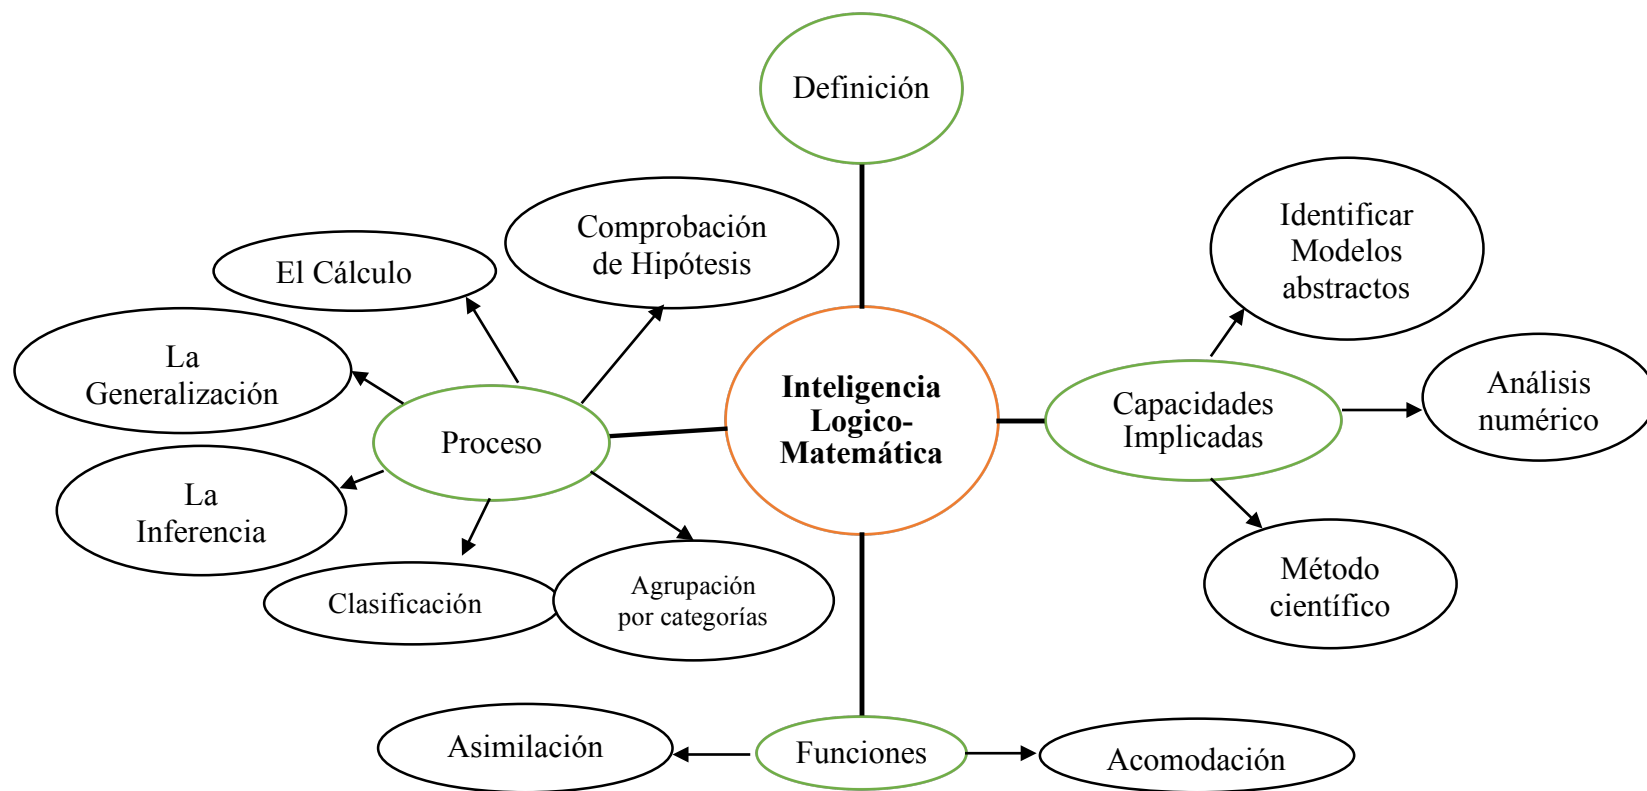 Definición
Comprobación
de Hipótesis
El Cálculo
La
Generalización
La
Inferencia
Proceso
Clasificación
Agrupación
por categorías
Inteligencia
Logico-
Matemática
Identificar
Modelos
abstractos
Capacidades
Implicadas
Análisis
numérico
Método
científico
Asimilación
Funciones
Acomodación